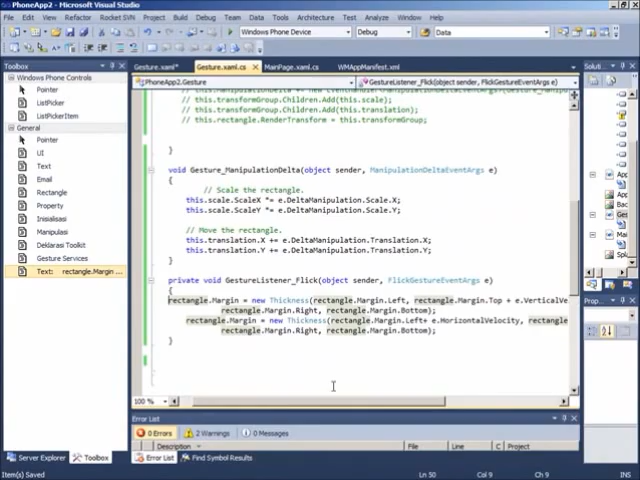 PhoneApp2 - Microsoft Visual Studio
File Edit View Refactor Rocket SVN Project Build Debug Team Data Tools Architecture Test Analyze Window Help
Windows Phone Device Debug Data
Toolbox
Windows Phone Controls
Pointer
ListPicker
ListPickerItem
General
Pointer
UI
Text
Email
Rectangle
Property
Inisialisasi
Manipulasi
Deklarasi Toolkit
Gesture Services
Text: rectangle.Margin ...
Server Explorer Toolbox
Gesture.xaml* Gesture.xaml.cs MainPage.xaml.cs WMAppManifest.xml
PhoneApp2.Gesture GestureListener_Flick(object sender, FlickGestureEventArgs e)
// this.transformGroup.Children.Add(this.scale);
// this.transformGroup.Children.Add(this.translation);
// this.rectangle.RenderTransform = this.transformGroup;
}
void Gesture_ManipulationDelta(object sender, ManipulationDeltaEventArgs e)
{
// Scale the rectangle.
this.scale.ScaleX *= e.DeltaManipulation.Scale.X;
this.scale.ScaleY *= e.DeltaManipulation.Scale.Y;
// Move the rectangle.
this.translation.X += e.DeltaManipulation.Translation.X;
this.translation.Y += e.DeltaManipulation.Translation.Y;
}
private void GestureListener_Flick(object sender, FlickGestureEventArgs e)
{
rectangle.Margin = new Thickness(rectangle.Margin.Left, rectangle.Margin.Top + e.VerticalVe
rectangle.Margin.Right, rectangle.Margin.Bottom);
rectangle.Margin = new Thickness(rectangle.Margin.Left+ e.HorizontalVelocity, rectangle
rectangle.Margin.Right, rectangle.Margin.Bottom);
}
100 %
Error List
0 Errors 2 Warnings 0 Messages
Description File Line Column Project
Error List Find Symbol Results
Soluti...
App
Bac
Ges
Mai
Prop...
Item(s) Saved Ln 50 Col 9 Ch 9